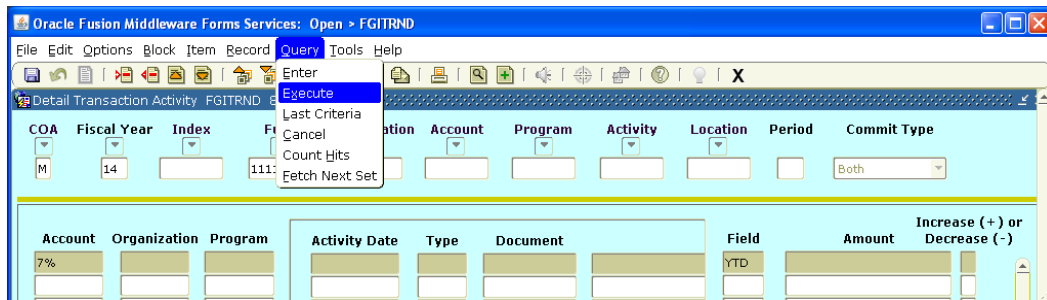 Oracle Fusion Middleware Forms Services: Open > FGITRND
File Edit Options Block Item Record Query Tools Help
Enter
Execute
Last Criteria
Cancel
Count Hits
Fetch Next Set
X
Detail Transaction Activity FGITRND 8
COA Fiscal Year Index Account Program Activity Location Period Commit Type
M 14 Both
Increase (+) or
Account Organization Program Activity Date Type Document Field Amount Decrease (-)
7% YTD